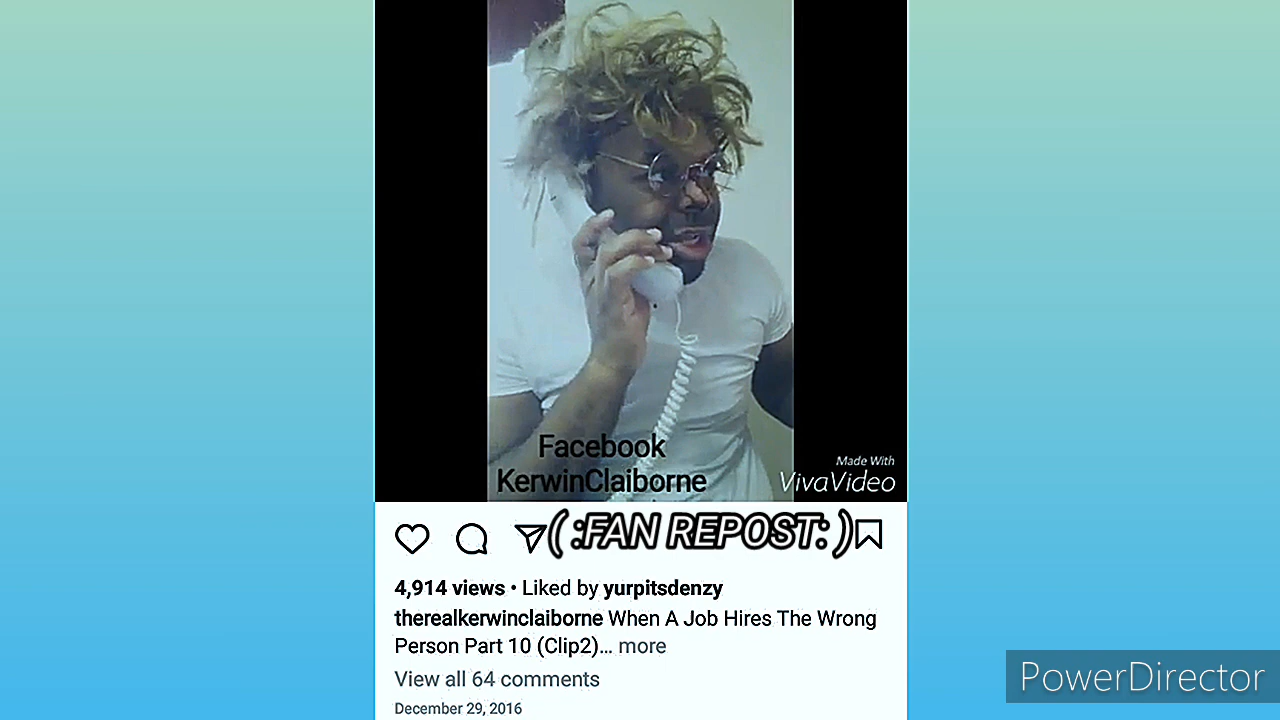 Facebook
KerwinClaiborne
Made With
VivaVideo
( :FAN REPOST: )
4,914 views • Liked by yurpitsdenzy
therealkerwinclaiborne When A Job Hires The Wrong
Person Part 10 (Clip2)... more
View all 64 comments
December 29, 2016
PowerDirector